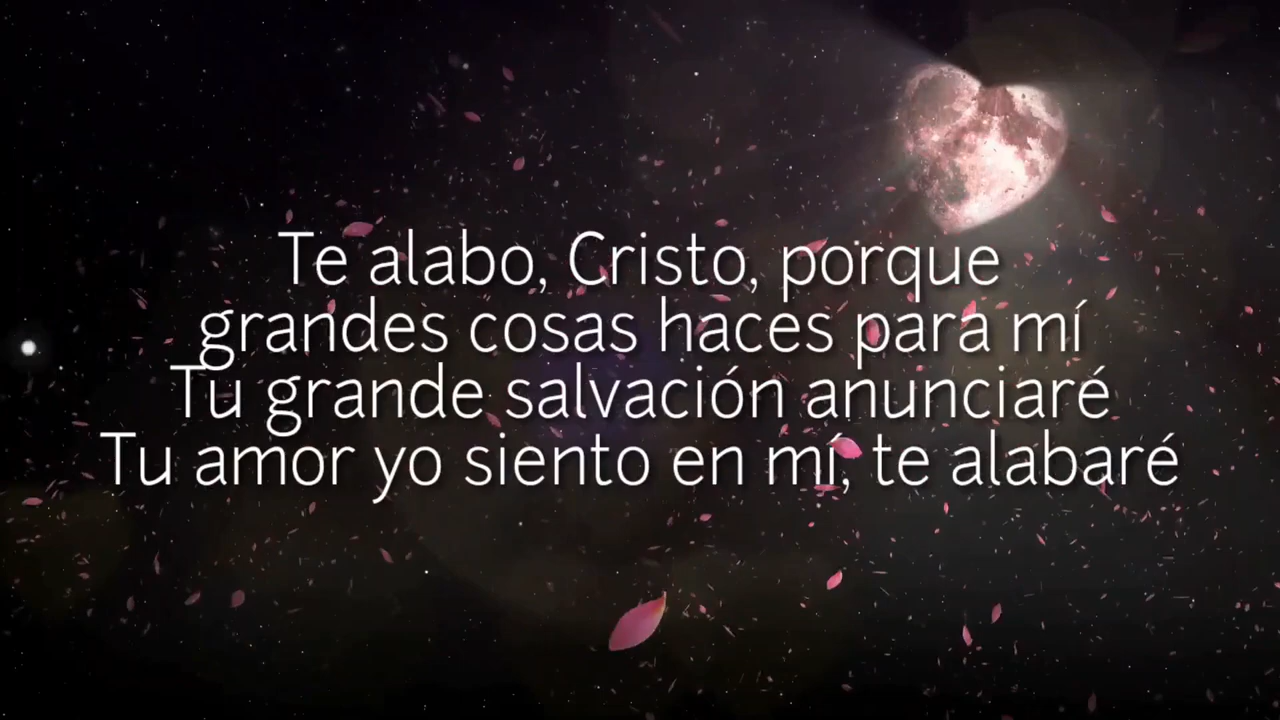 Te alabo, Cristo, porque
grandes cosas haces para mí
Tu grande salvación anunciaré
Tu amor yo siento en mí, te alabaré